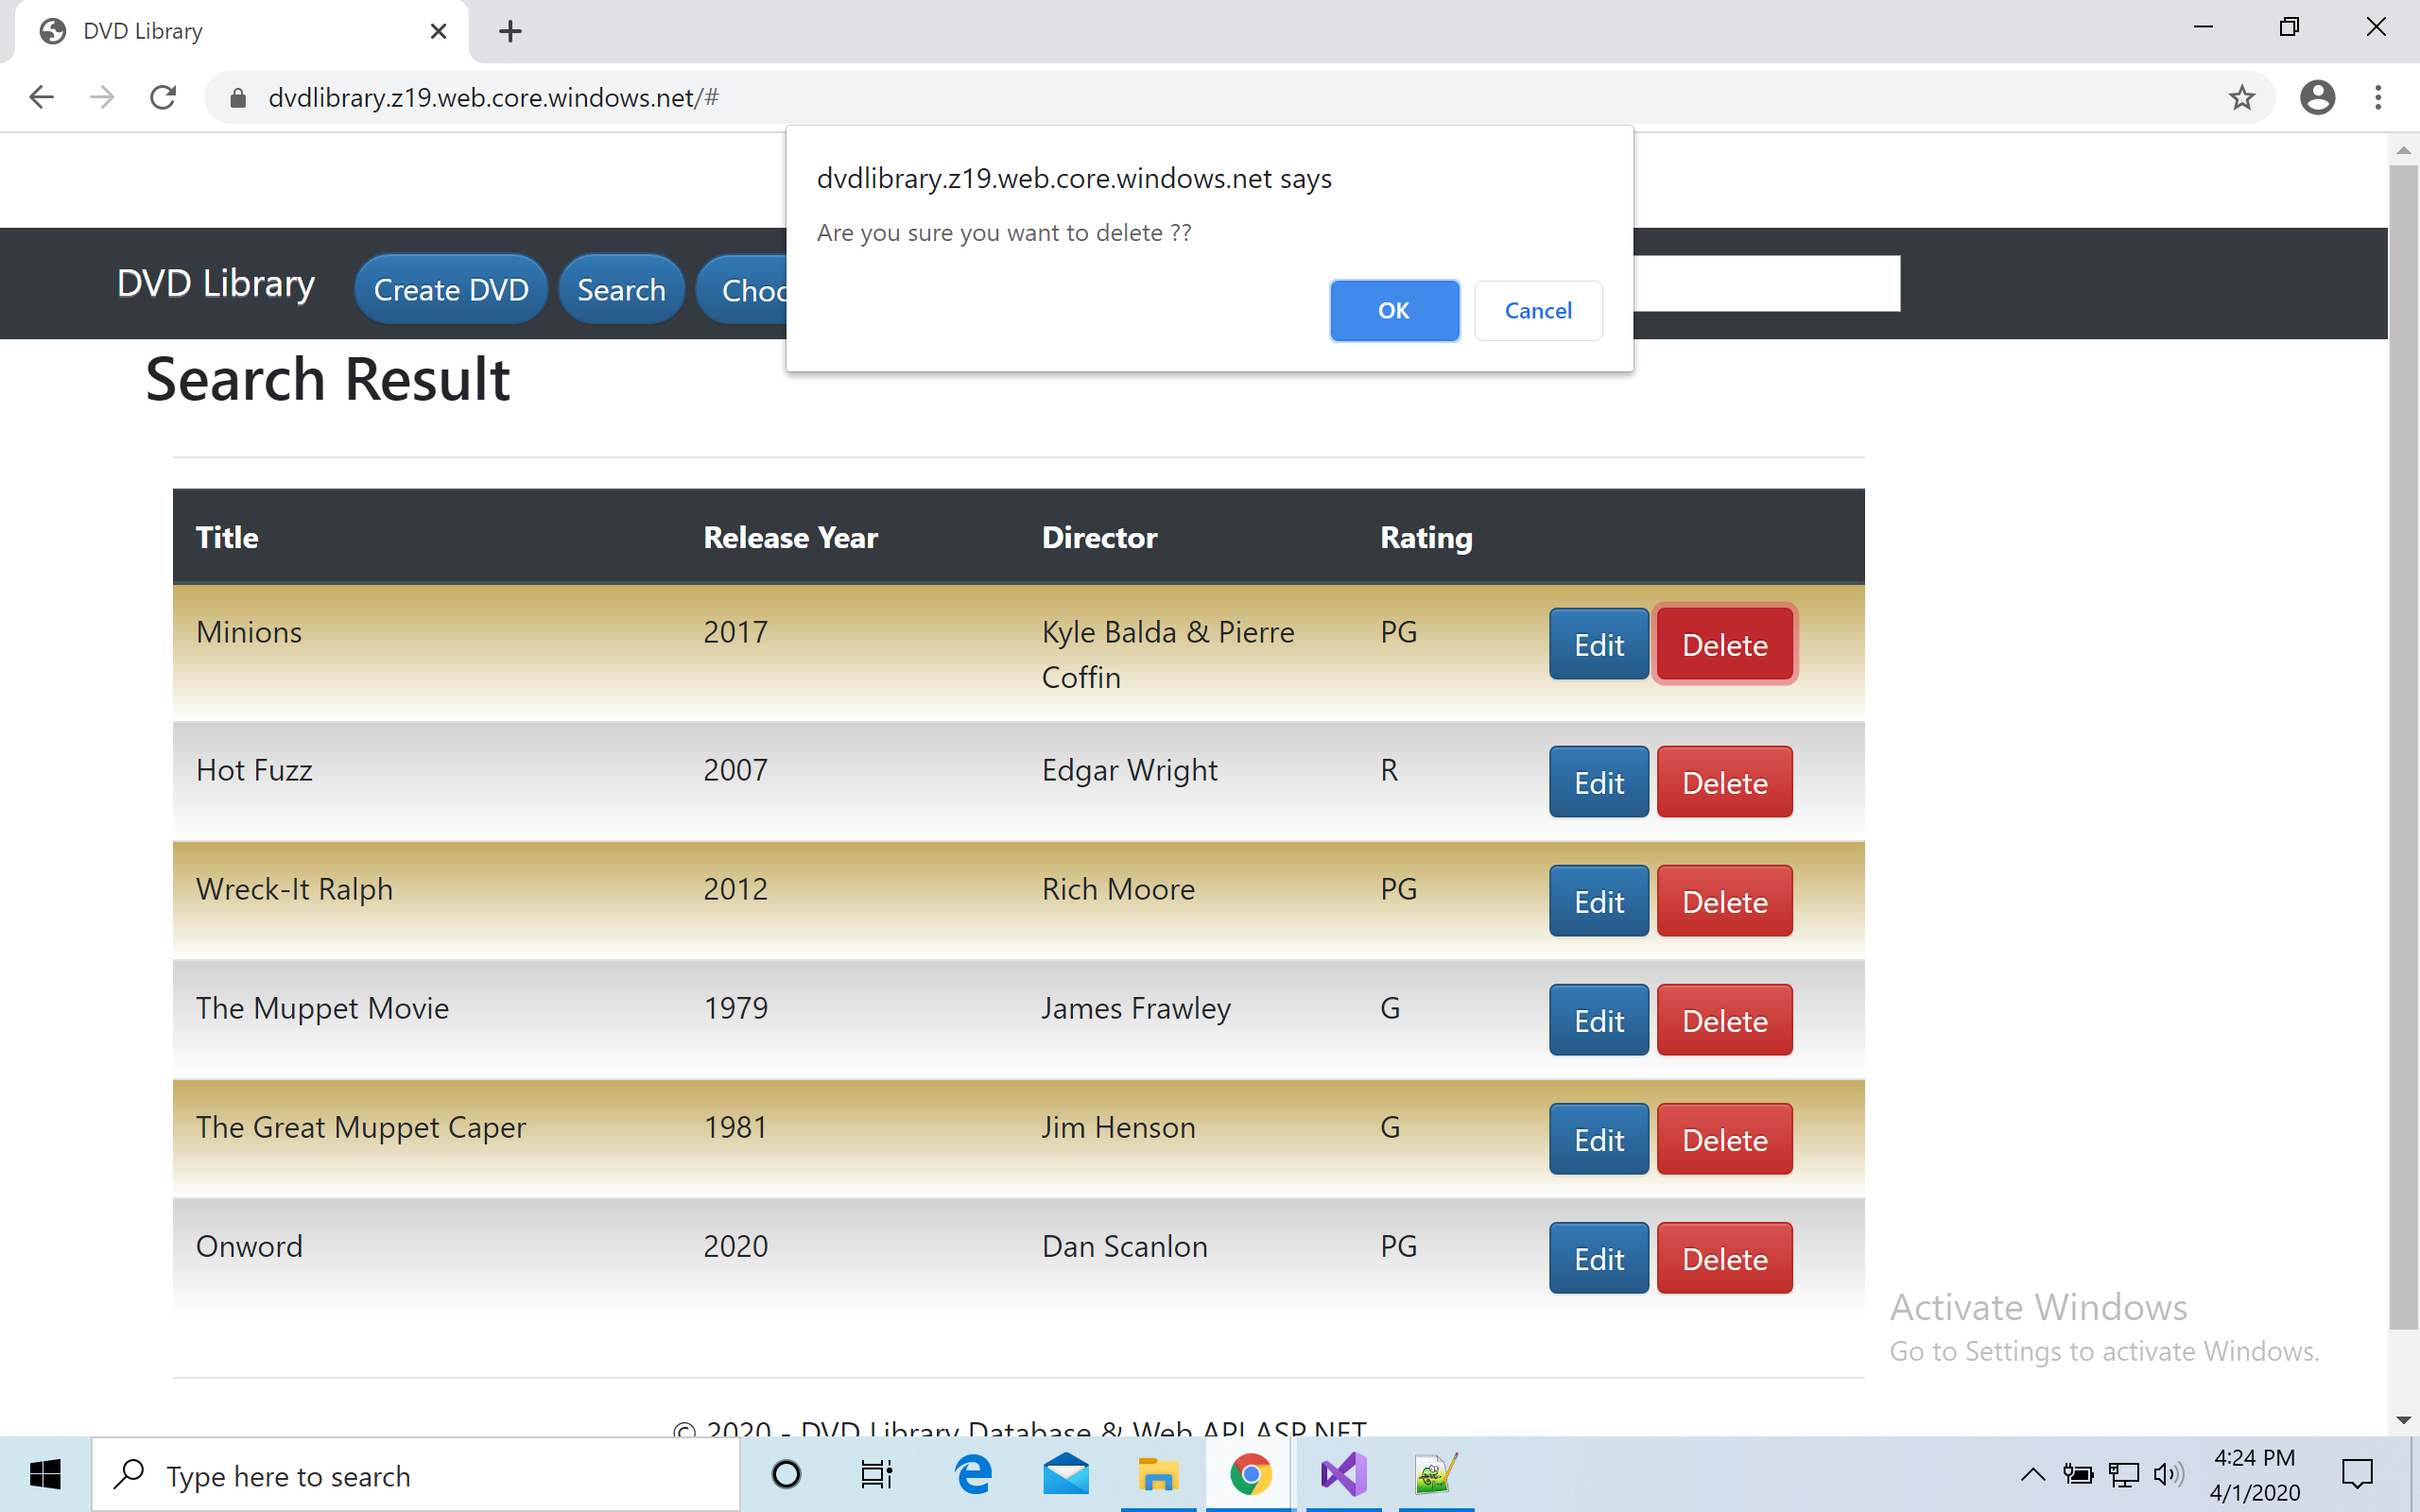 DVD Library
dvdlibrary.z19.web.core.windows.net/#
dvdlibrary.z19.web.core.windows.net says
Are you sure you want to delete ??
OK Cancel
DVD Library Create DVD Search
Search Result
Title Release Year Director Rating
Minions 2017 Kyle Balda & Pierre Coffin PG Edit Delete
Hot Fuzz 2007 Edgar Wright R Edit Delete
Wreck-It Ralph 2012 Rich Moore PG Edit Delete
The Muppet Movie 1979 James Frawley G Edit Delete
The Great Muppet Caper 1981 Jim Henson G Edit Delete
Onword 2020 Dan Scanlon PG Edit Delete
Activate Windows
Go to Settings to activate Windows.
© 2020 - DVD Library Database & Web API ASP.NET
Type here to search
4:24 PM
4/1/2020